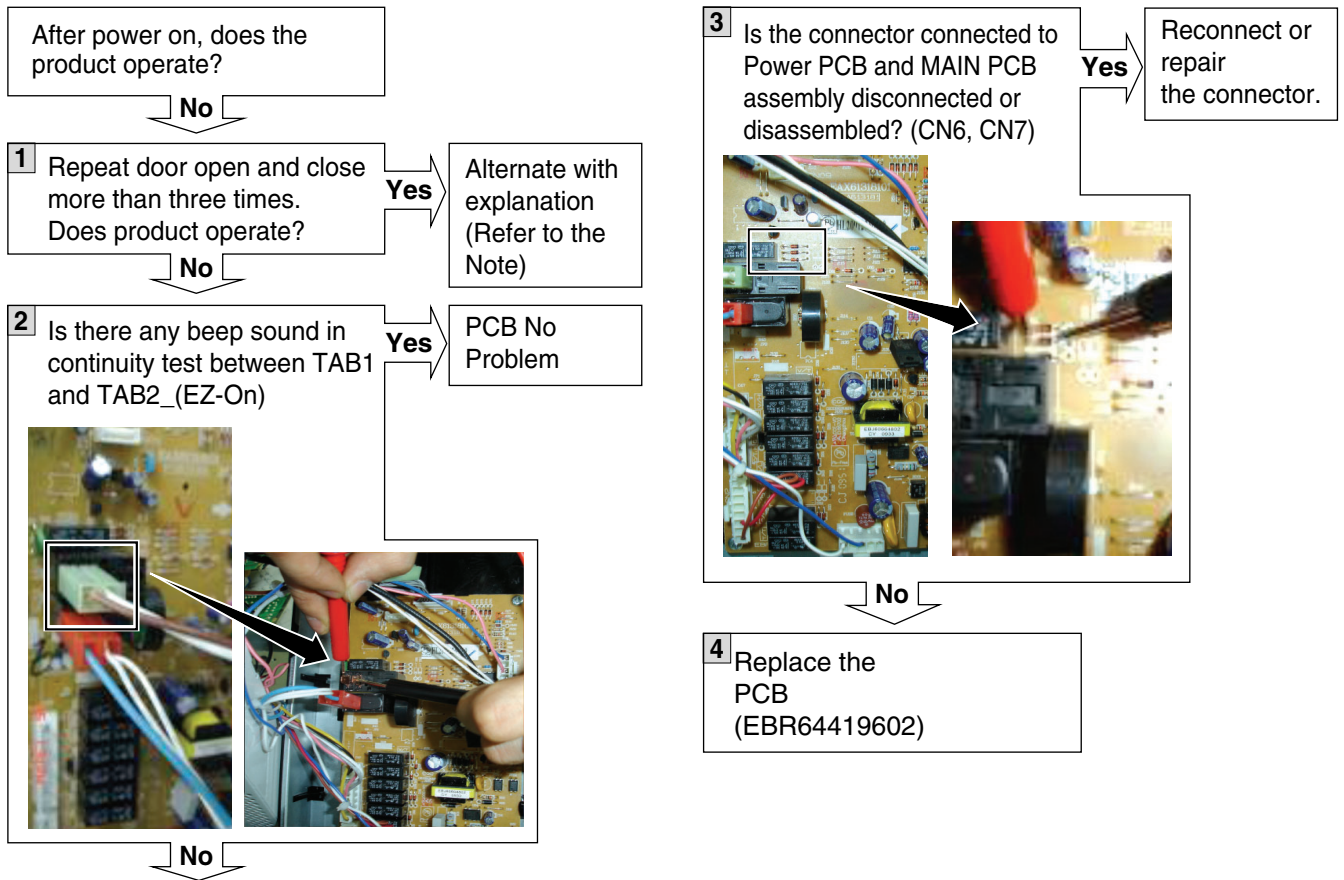 After power on, does the
product operate?
No
1
Repeat door open and close
more than three times.
Does product operate?
Yes
Alternate with
explanation
(Refer to the
Note)
No
2
Is there any beep sound in
continuity test between TAB1
and TAB2_(EZ-On)
Yes
PCB No
Problem
No
3
Is the connector connected to
Power PCB and MAIN PCB
assembly disconnected or
disassembled? (CN6, CN7)
Yes
Reconnect or
repair
the connector.
No
4
Replace the
PCB
(EBR64419602)